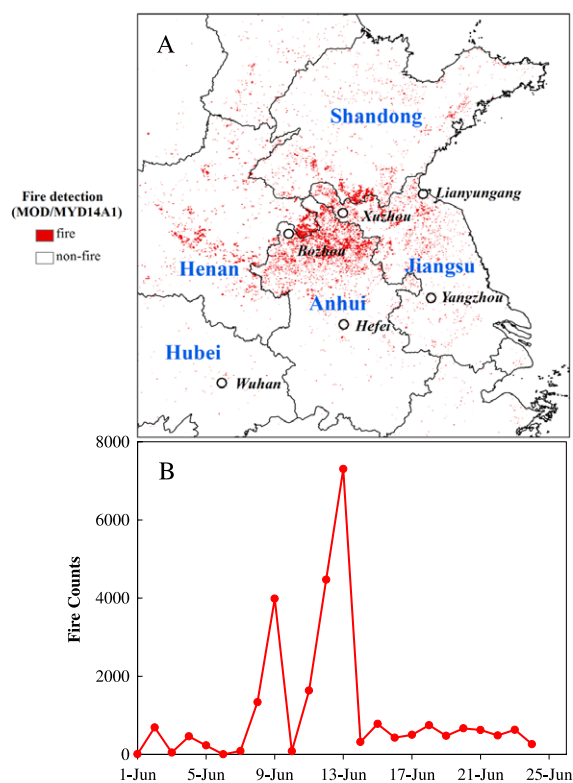 A
Shandong
Fire detection
(MOD/MYD14A1)
fire
non-fire
Lianyungang
Xuzhou
Bozhou
Henan
Jiangsu
Anhui
Yangzhou
Hefei
Hubei
Wuhan
B
Fire Counts
8000
6000
4000
2000
0
1-Jun 5-Jun 9-Jun 13-Jun 17-Jun 21-Jun 25-Jun